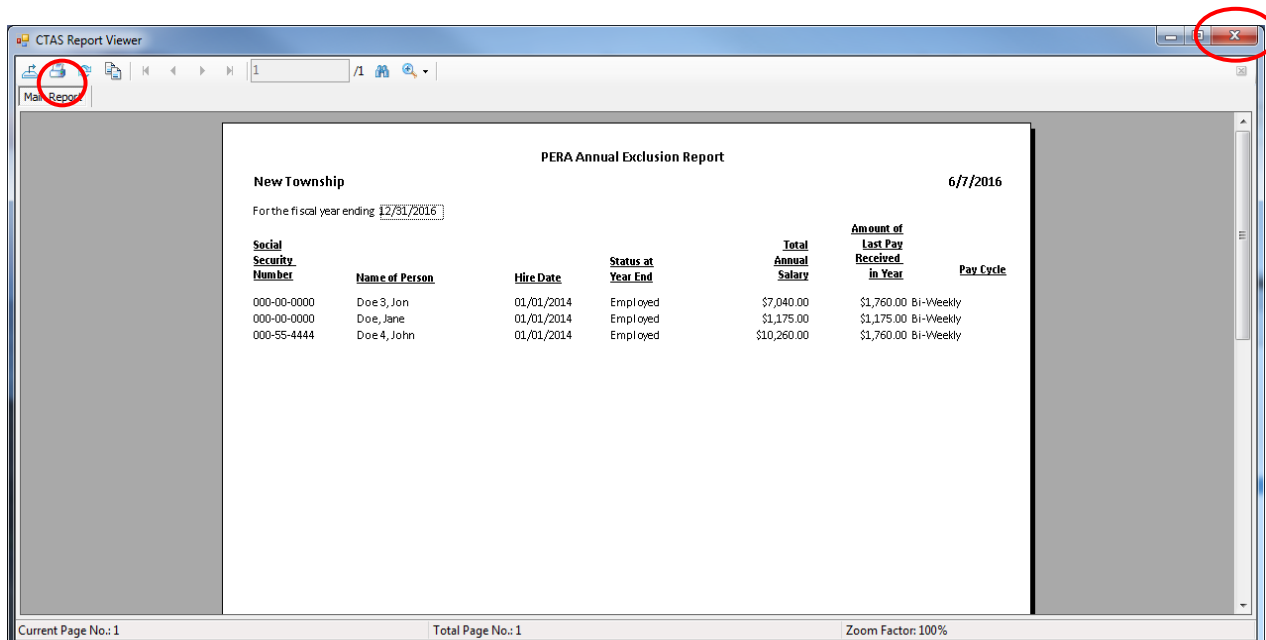 CTAS Report Viewer
1 /1
Main Report
PERA Annual Exclusion Report
New Township 6/7/2016
For the fiscal year ending 12/31/2016
Social Security Number Name of Person Hire Date Status at Year End Total Annual Salary Amount of Last Pay Received in Year Pay Cycle
000-00-0000 Doe 3, Jon 01/01/2014 Employed $7,040.00 $1,760.00 Bi-Weekly
000-00-0000 Doe, Jane 01/01/2014 Employed $1,175.00 $1,175.00 Bi-Weekly
000-55-4444 Doe 4, John 01/01/2014 Employed $10,260.00 $1,760.00 Bi-Weekly
Current Page No.: 1 Total Page No.: 1 Zoom Factor: 100%